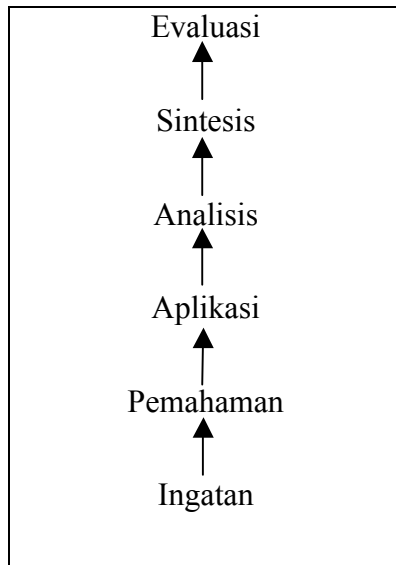 Evaluasi
Sintesis
Analisis
Aplikasi
Pemahaman
Ingatan